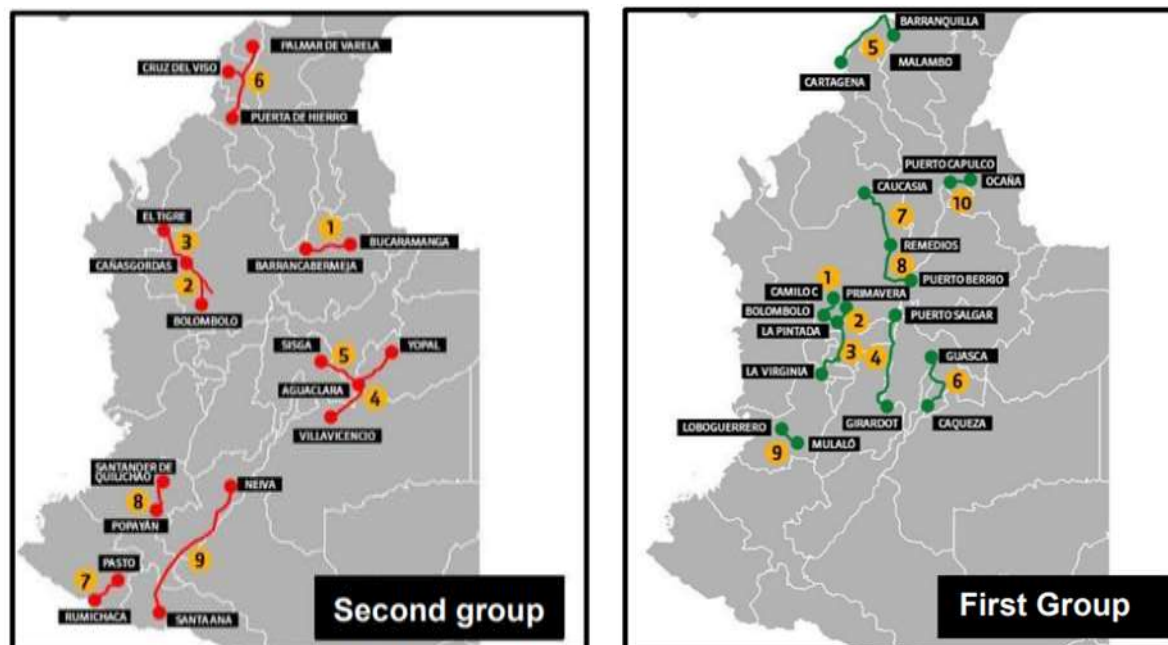 PALMAR DE VARELA
CRUZ DEL VISO
6
PUERTA DE HIERRO
EL TIGRE
3
1
BUCARAMANGA
CAÑASGORDAS
BARRANCABERMEJA
2
BOLOMBOLO
SISGA
5
YOPAL
AGUACLARA
4
VILLAVICENCIO
SANTANDER DE
QUILICHAO
NEIVA
8
POPAYÁN
PASTO
9
7
RUMICHACA
SANTA ANA
Second group
BARRANQUILLA
5
MALAMBO
CARTAGENA
PUERTO CAPULCO
CAUCASIA
OCAÑA
10
7
REMEDIOS
8
1
PUERTO BERRIO
CAMILO C
PRIMAVERA
BOLOMBOLO
2
PUERTO SALGAR
LA PINTADA
3
4
GUASCA
LA VIRGINIA
6
GIRARDOT
CAQUEZA
LOBOGUERRERO
MULALÓ
9
First Group